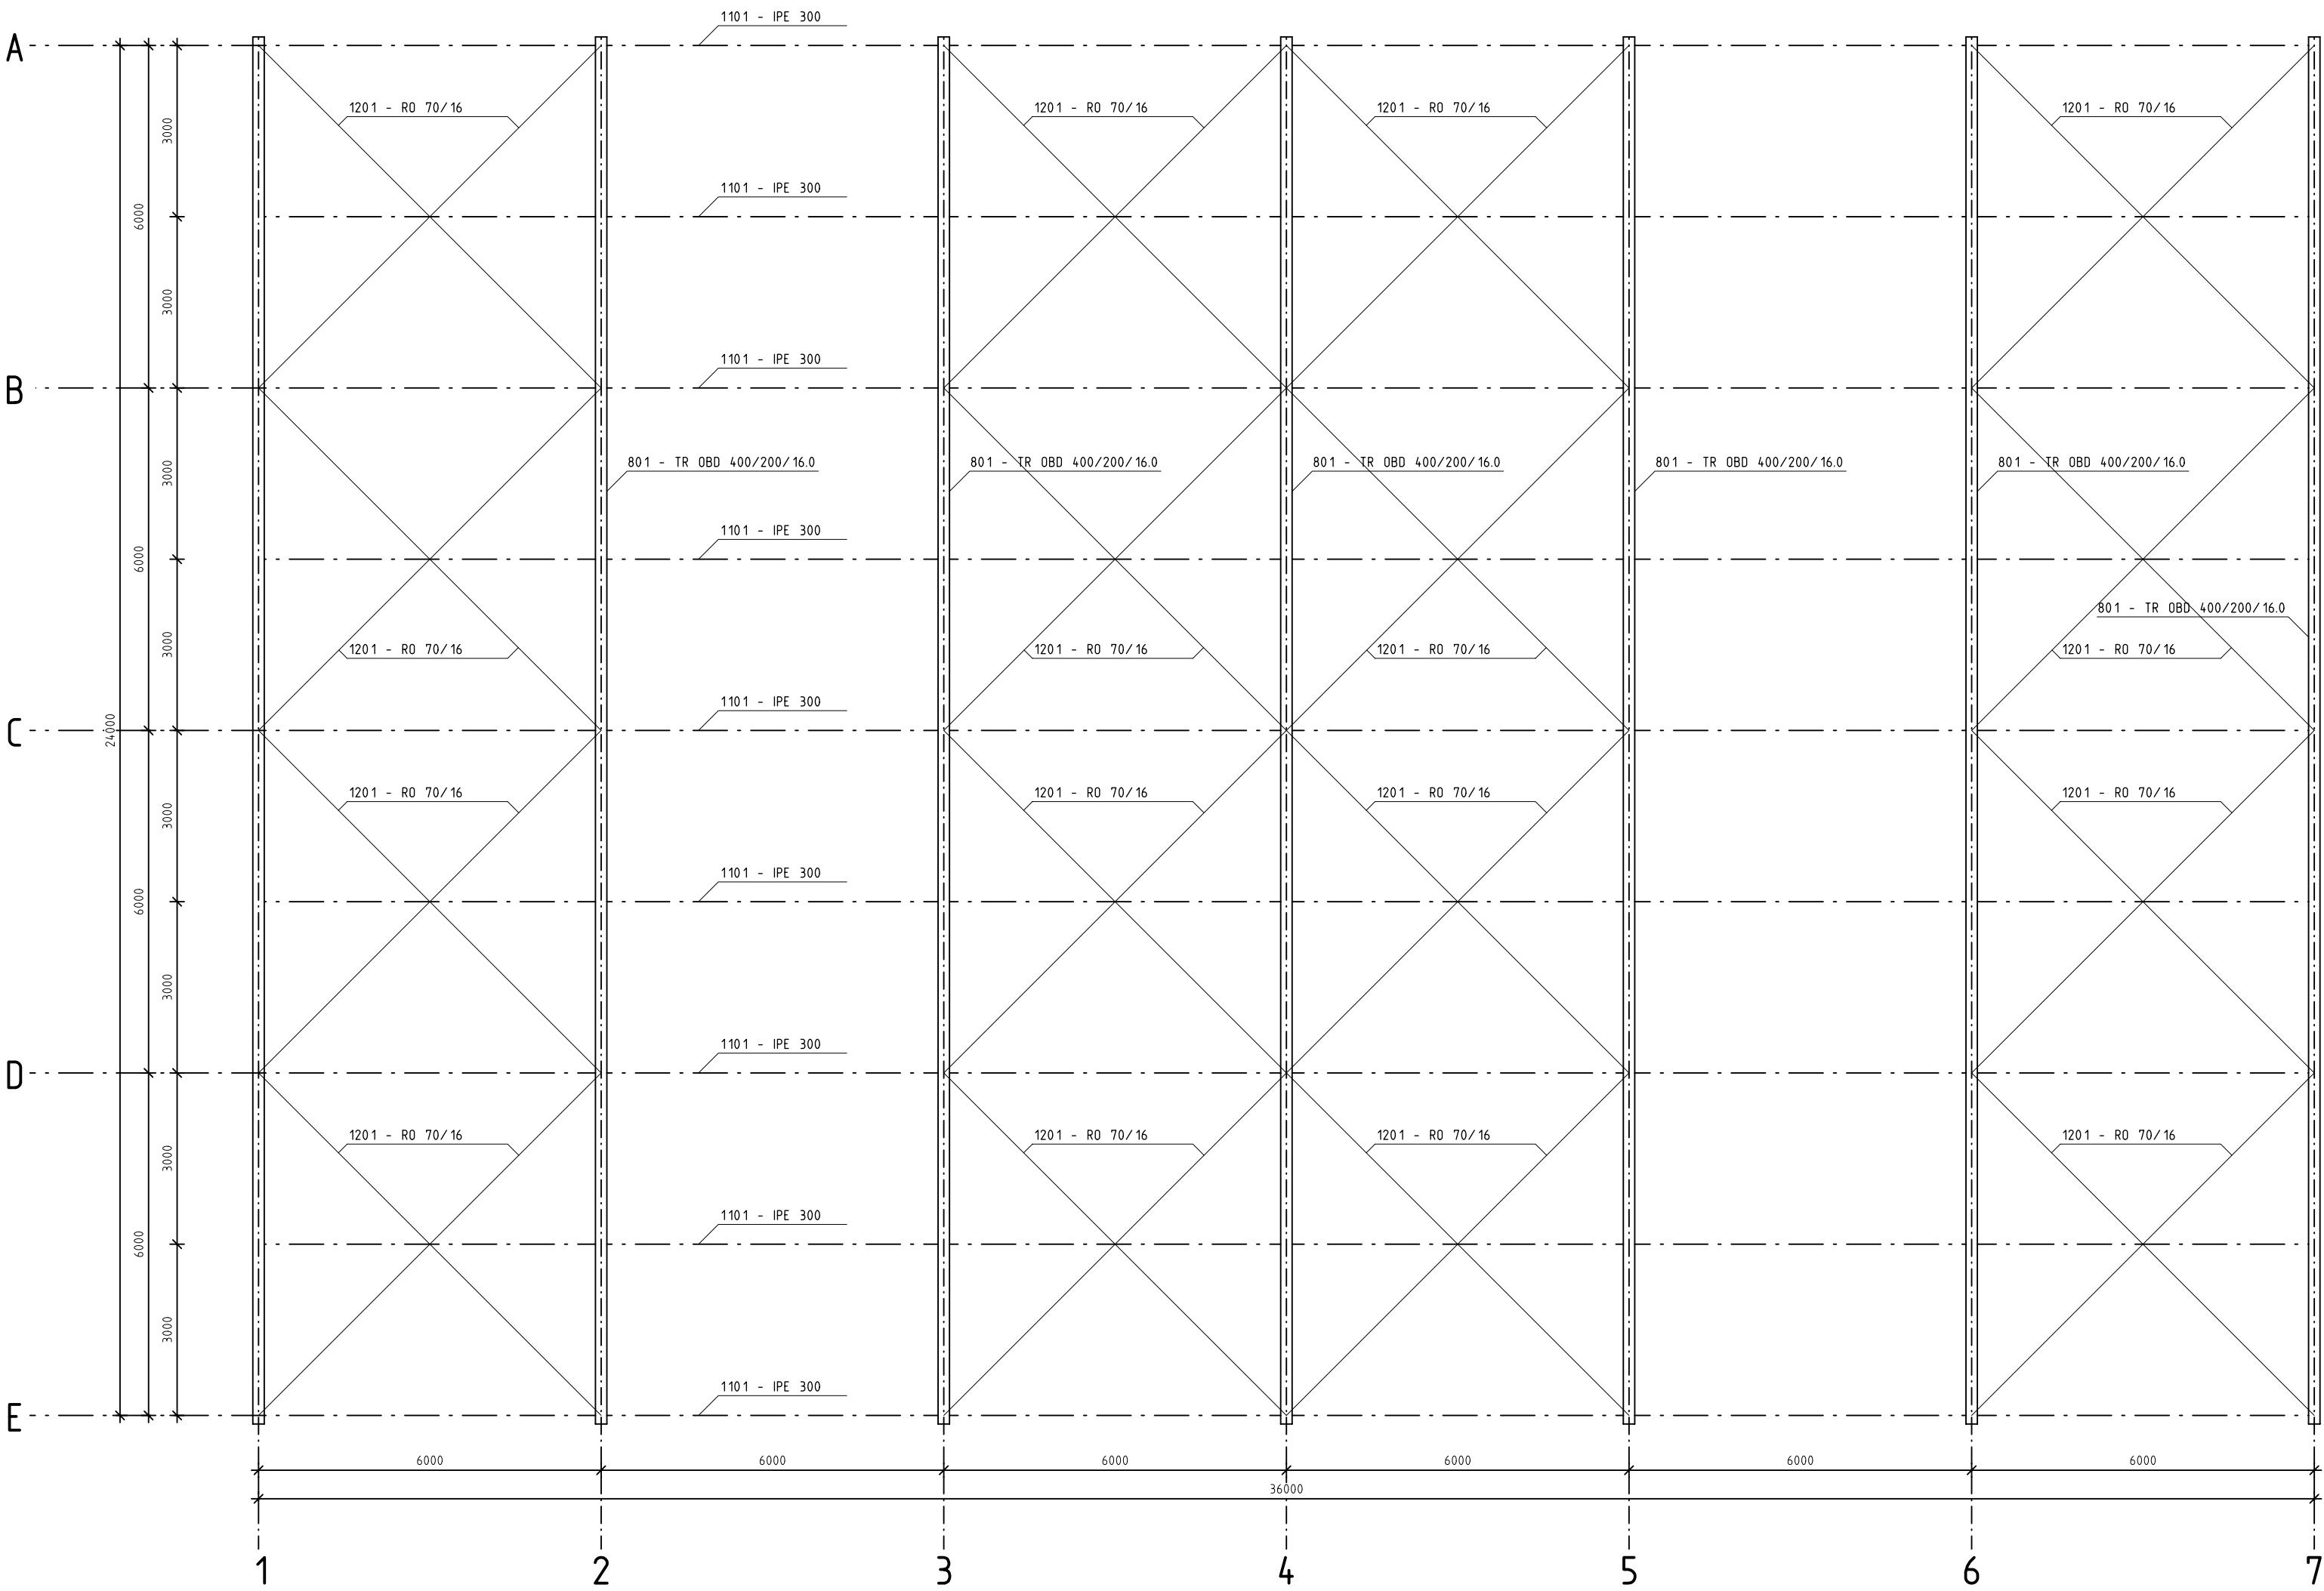 1101 - IPE 300
A
1201 - RO 70/16 1201 - RO 70/16 1201 - RO 70/16 1201 - RO 70/16
3000
1101 - IPE 300
6000
3000
1101 - IPE 300
B
801 - TR OBD 400/200/16.0 801 - TR OBD 400/200/16.0 801 - TR OBD 400/200/16.0 801 - TR OBD 400/200/16.0 801 - TR OBD 400/200/16.0
3000
1101 - IPE 300
6000
801 - TR OBD 400/200/16.0
3000
1201 - RO 70/16 1201 - RO 70/16 1201 - RO 70/16 1201 - RO 70/16
1101 - IPE 300
C
24000
1201 - RO 70/16 1201 - RO 70/16 1201 - RO 70/16 1201 - RO 70/16
3000
1101 - IPE 300
6000
3000
1101 - IPE 300
D
1201 - RO 70/16 1201 - RO 70/16 1201 - RO 70/16 1201 - RO 70/16
3000
1101 - IPE 300
6000
3000
1101 - IPE 300
E
6000 6000 6000 6000 6000 6000
36000
1 2 3 4 5 6 7